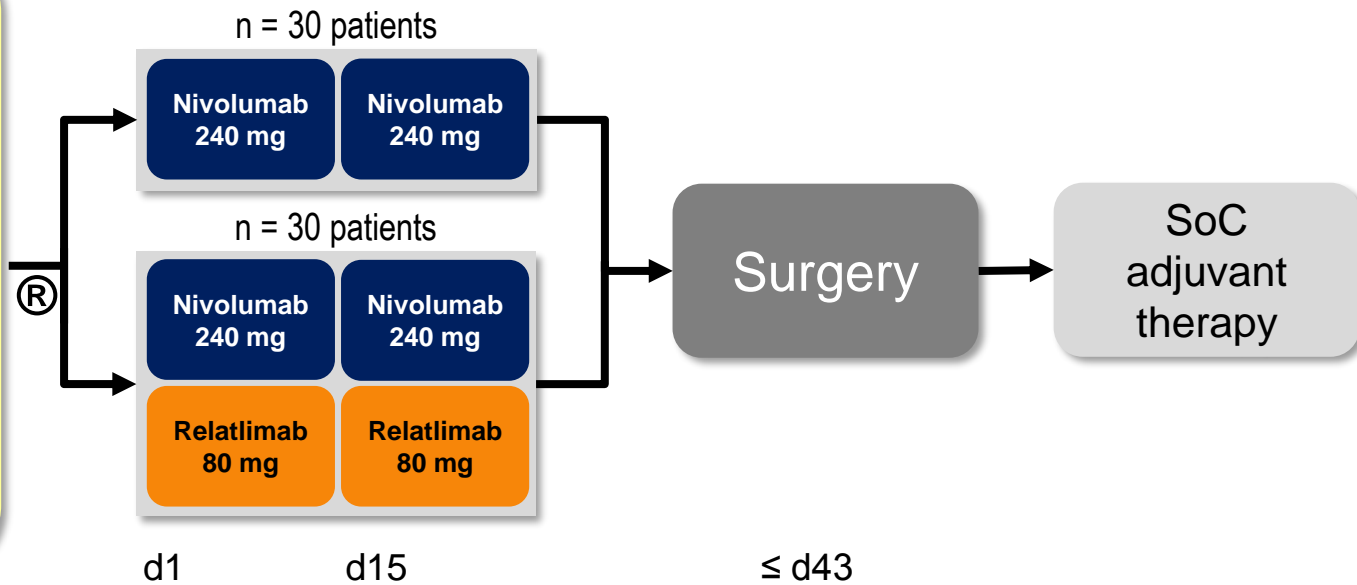 n = 30 patients
Nivolumab Nivolumab
240 mg 240 mg
n = 30 patients
®
Nivolumab Nivolumab
240 mg 240 mg
Relatlimab Relatlimab
80 mg 80 mg
Surgery
SoC
adjuvant
therapy
d1 d15 ≤ d43